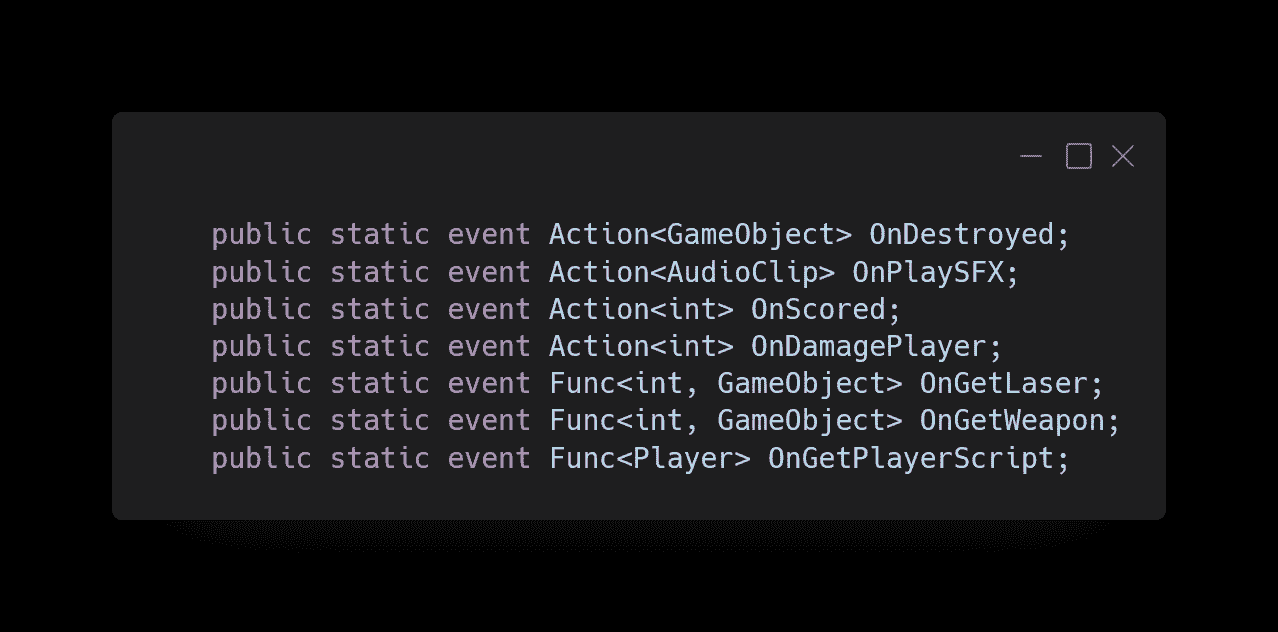 public static event Action<GameObject> OnDestroyed;
public static event Action<AudioClip> OnPlaySFX;
public static event Action<int> OnScored;
public static event Action<int> OnDamagePlayer;
public static event Func<int, GameObject> OnGetLaser;
public static event Func<int, GameObject> OnGetWeapon;
public static event Func<Player> OnGetPlayerScript;